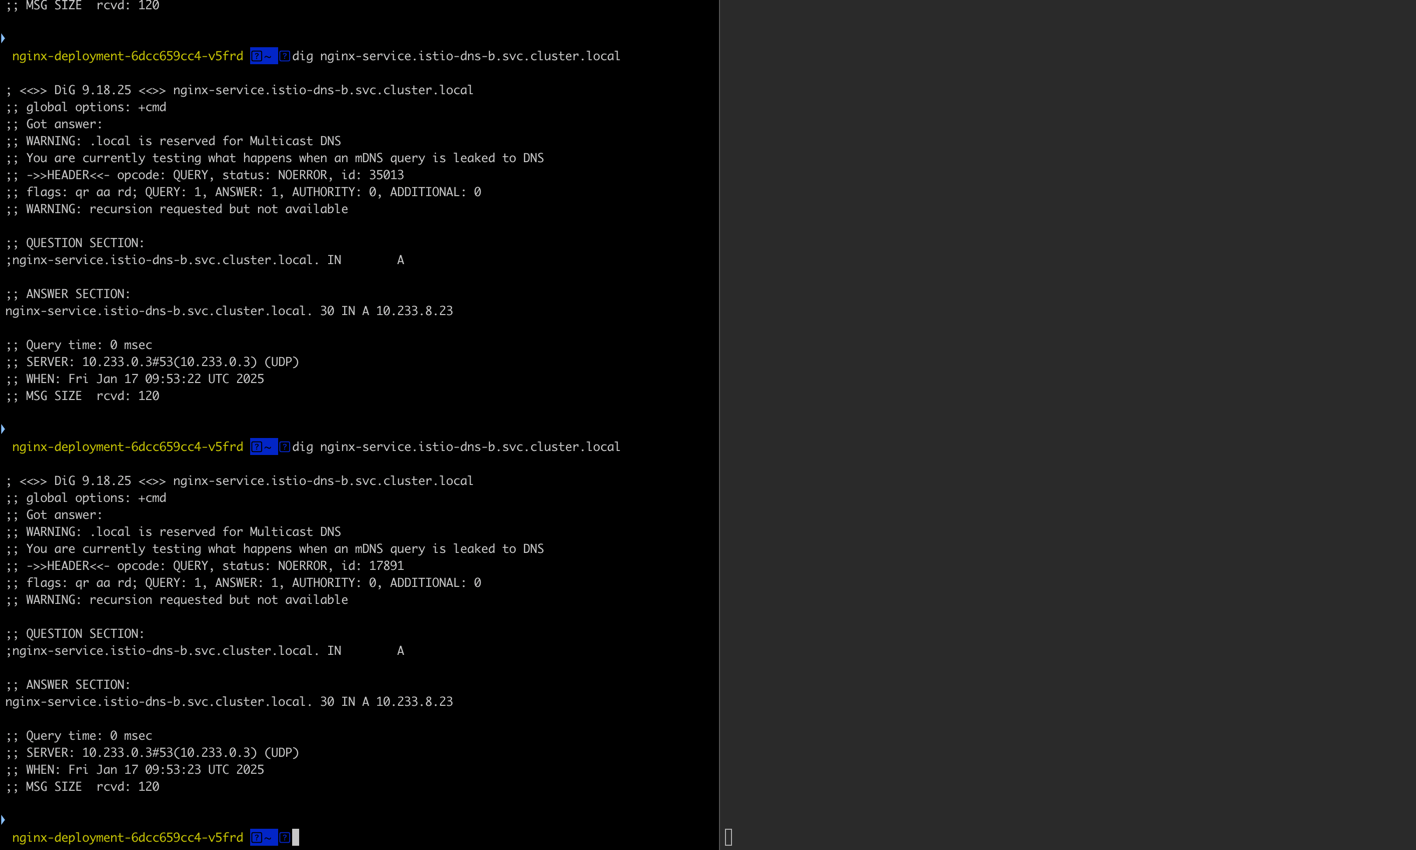 ;; MSG SIZE  rcvd: 120
nginx-deployment-6dcc659cc4-v5frd ~ dig nginx-service.istio-dns-b.svc.cluster.local
; <<>> DiG 9.18.25 <<>> nginx-service.istio-dns-b.svc.cluster.local
;; global options: +cmd
;; Got answer:
;; WARNING: .local is reserved for Multicast DNS
;; You are currently testing what happens when an mDNS query is leaked to DNS
;; ->>HEADER<<- opcode: QUERY, status: NOERROR, id: 35013
;; flags: qr aa rd; QUERY: 1, ANSWER: 1, AUTHORITY: 0, ADDITIONAL: 0
;; WARNING: recursion requested but not available
;; QUESTION SECTION:
;nginx-service.istio-dns-b.svc.cluster.local. IN        A
;; ANSWER SECTION:
nginx-service.istio-dns-b.svc.cluster.local. 30 IN A 10.233.8.23
;; Query time: 0 msec
;; SERVER: 10.233.0.3#53(10.233.0.3) (UDP)
;; WHEN: Fri Jan 17 09:53:22 UTC 2025
;; MSG SIZE  rcvd: 120
nginx-deployment-6dcc659cc4-v5frd ~ dig nginx-service.istio-dns-b.svc.cluster.local
; <<>> DiG 9.18.25 <<>> nginx-service.istio-dns-b.svc.cluster.local
;; global options: +cmd
;; Got answer:
;; WARNING: .local is reserved for Multicast DNS
;; You are currently testing what happens when an mDNS query is leaked to DNS
;; ->>HEADER<<- opcode: QUERY, status: NOERROR, id: 17891
;; flags: qr aa rd; QUERY: 1, ANSWER: 1, AUTHORITY: 0, ADDITIONAL: 0
;; WARNING: recursion requested but not available
;; QUESTION SECTION:
;nginx-service.istio-dns-b.svc.cluster.local. IN        A
;; ANSWER SECTION:
nginx-service.istio-dns-b.svc.cluster.local. 30 IN A 10.233.8.23
;; Query time: 0 msec
;; SERVER: 10.233.0.3#53(10.233.0.3) (UDP)
;; WHEN: Fri Jan 17 09:53:23 UTC 2025
;; MSG SIZE  rcvd: 120
nginx-deployment-6dcc659cc4-v5frd ~